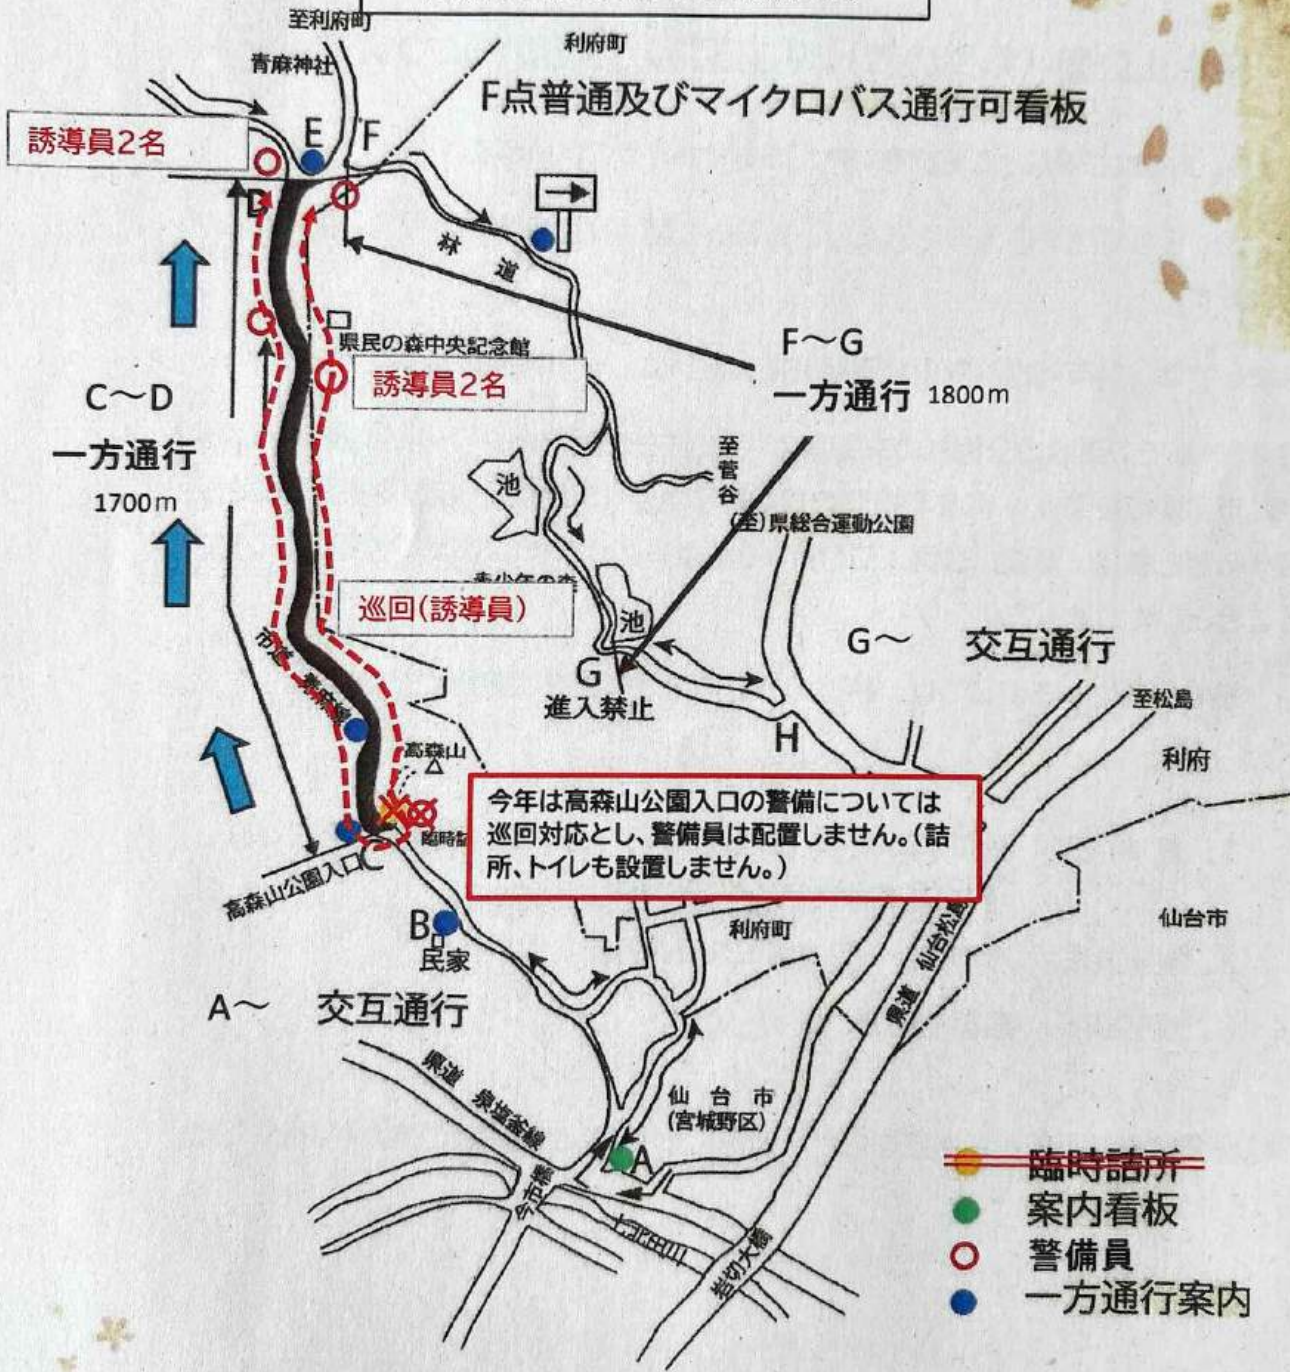 至利府町
利府町
青麻神社
F点普通及びマイクロバス通行可看板
誘導員2名
E
F
D
林道
県民の森中央記念館
誘導員2名
F～G
一方通行 1800m
C～D
一方通行
1700m
至菅谷
池
(至)県総合運動公園
巡回(誘導員)
池
G～ 交互通行
G
進入禁止
市道
至松島
H
利府
高森山
今年は高森山公園入口の警備については
巡回対応とし、警備員は配置しません。(詰
所、トイレも設置しません。)
臨時詰
C
高森山公園入口
B
民家
利府町
仙台市
県道 仙台松島
A～ 交互通行
県道 泉塩釜線
仙台市
(宮城野区)
A
今市橋
岩切大橋
臨時詰所
案内看板
警備員
一方通行案内